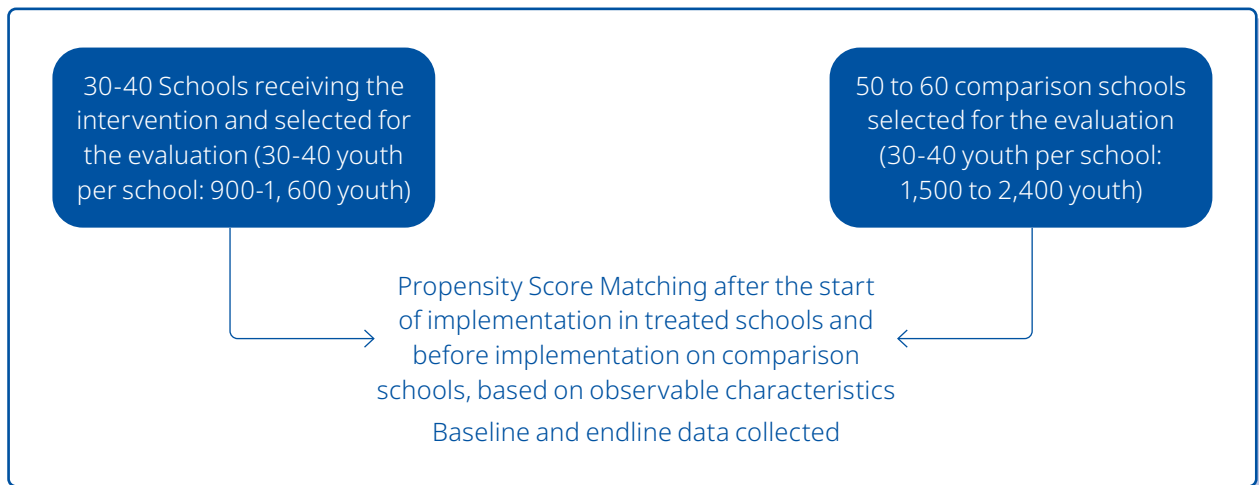 30-40 Schools receiving the
intervention and selected for
the evaluation (30-40 youth
per school: 900-1, 600 youth)
50 to 60 comparison schools
selected for the evaluation
(30-40 youth per school:
1,500 to 2,400 youth)
Propensity Score Matching after the start
of implementation in treated schools and
before implementation on comparison
schools, based on observable characteristics
Baseline and endline data collected